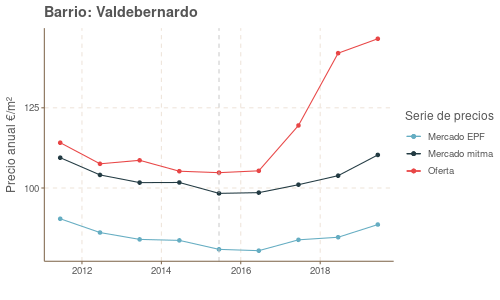 Barrio: Valdebernardo
Precio anual €/m²
125
100
2012
2014
2016
2018
Serie de precios
Mercado EPF
Mercado mitma
Oferta